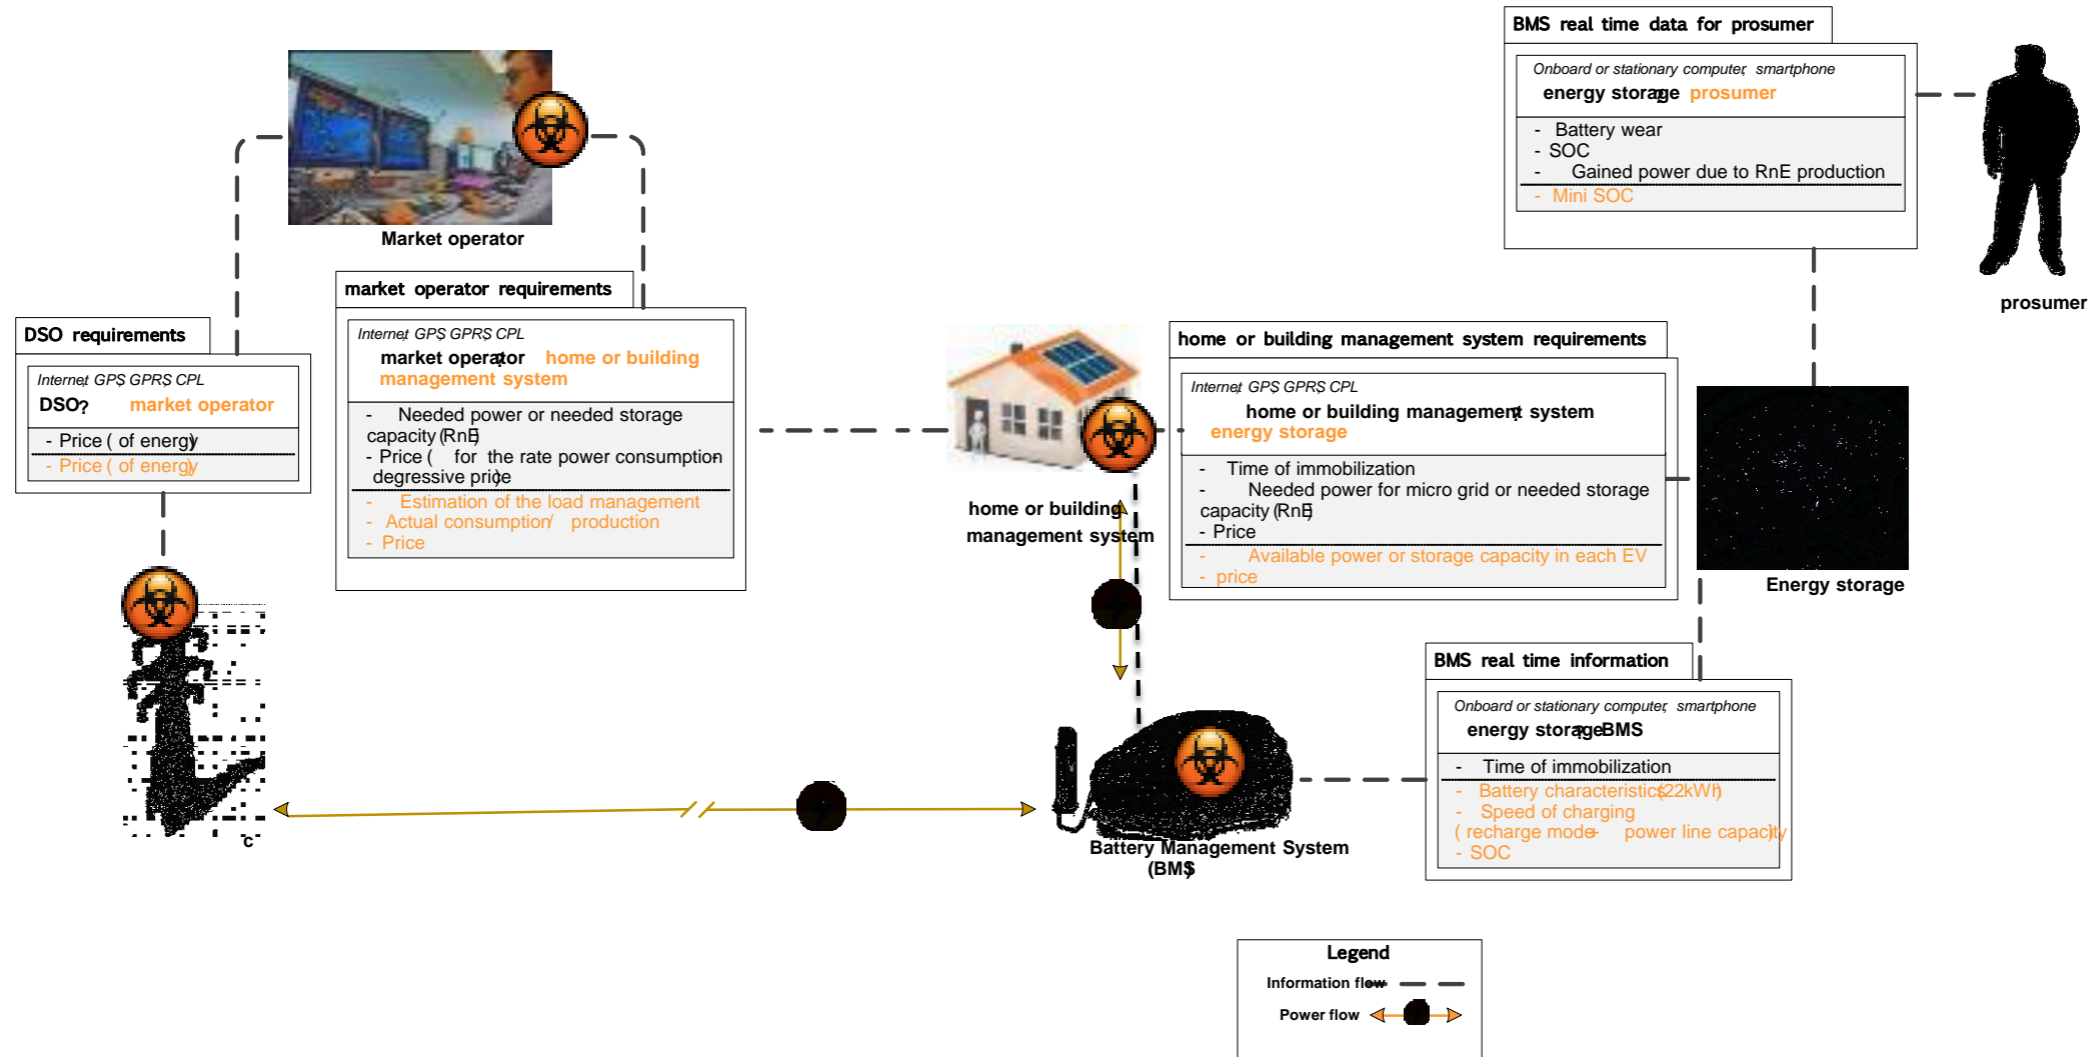 BMS real time data for prosumer
Onboard or stationary computer, smartphone
energy storage? prosumer
- Battery wear
- SOC
- Gained power due to RnE production
- Mini SOC
prosumer
Market operator
market operator requirements
Internet, GPS, GPRS, CPL
market operator? home or building
management system
- Needed power or needed storage
capacity (RnE)
- Price ( for the rate power consumption-
degressive price)
- Estimation of the load management
- Actual consumption/ production
- Price
DSO requirements
Internet, GPS, GPRS, CPL
DSO? market operator
- Price ( of energy)
- Price ( of energy)
c
home or building
management system
home or building management system requirements
Internet, GPS, GPRS, CPL
home or building management system?
energy storage
- Time of immobilization
- Needed power for micro grid or needed storage
capacity (RnE)
- Price
- Available power or storage capacity in each EV
- price
Energy storage
BMS real time information
Onboard or stationary computer, smartphone
energy storage? BMS
- Time of immobilization
- Battery characteristics (22kWh)
- Speed of charging
( recharge mode + power line capacity)
- SOC
Battery Management System
(BMS)
Legend
Information flow
Power flow